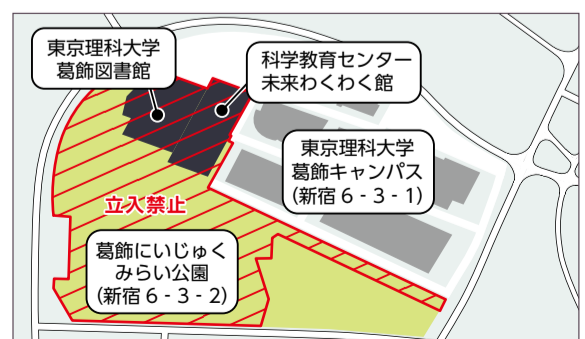 東京理科大学
葛飾図書館
科学教育センター
未来わくわく館
東京理科大学
葛飾キャンパス
(新宿6-3-1)
立入禁止
葛飾にいじゅく
みらい公園
(新宿6-3-2)